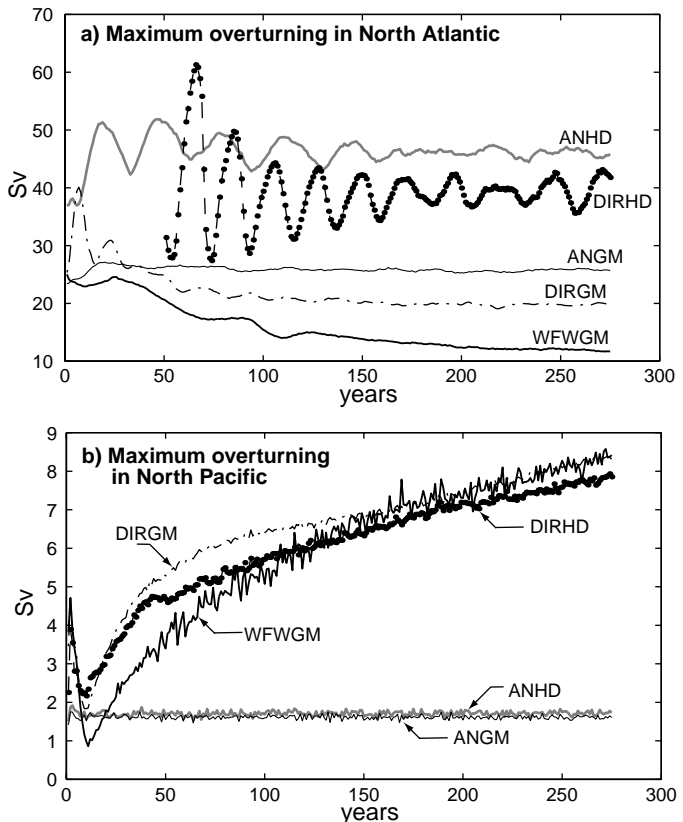 a) Maximum overturning in North Atlantic
70
60
50
40
30
20
10
Sv
ANHD
DIRHD
ANGM
DIRGM
WFWGM
0 50 100 150 200 250 300
years
b) Maximum overturning
in North Pacific
9
8
7
6
5
4
3
2
1
0
Sv
DIRGM
DIRHD
WFWGM
ANHD
ANGM
0 50 100 150 200 250 300
years